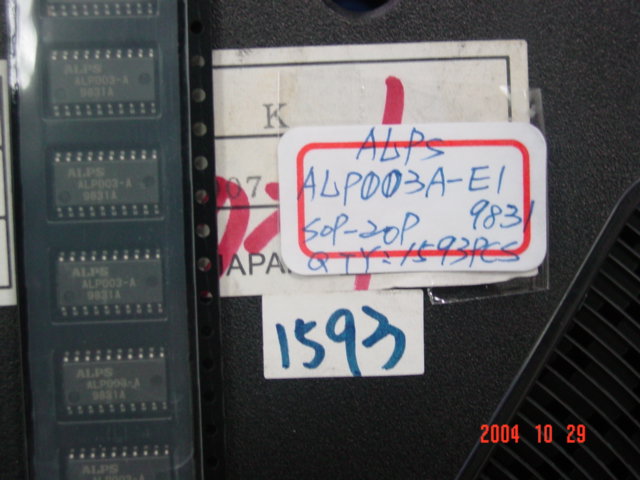 ALPS
ALP003-A
9831A
ALPS
ALP003-A
9831A
ALPS
ALP003-A
9831A
ALPS
ALP003-A
9831A
ALPS
K
007
JAPA
ALPS
ALP003A-E1
SOP-20P 9831
QTY:1593PCS
1593
2004 10 29